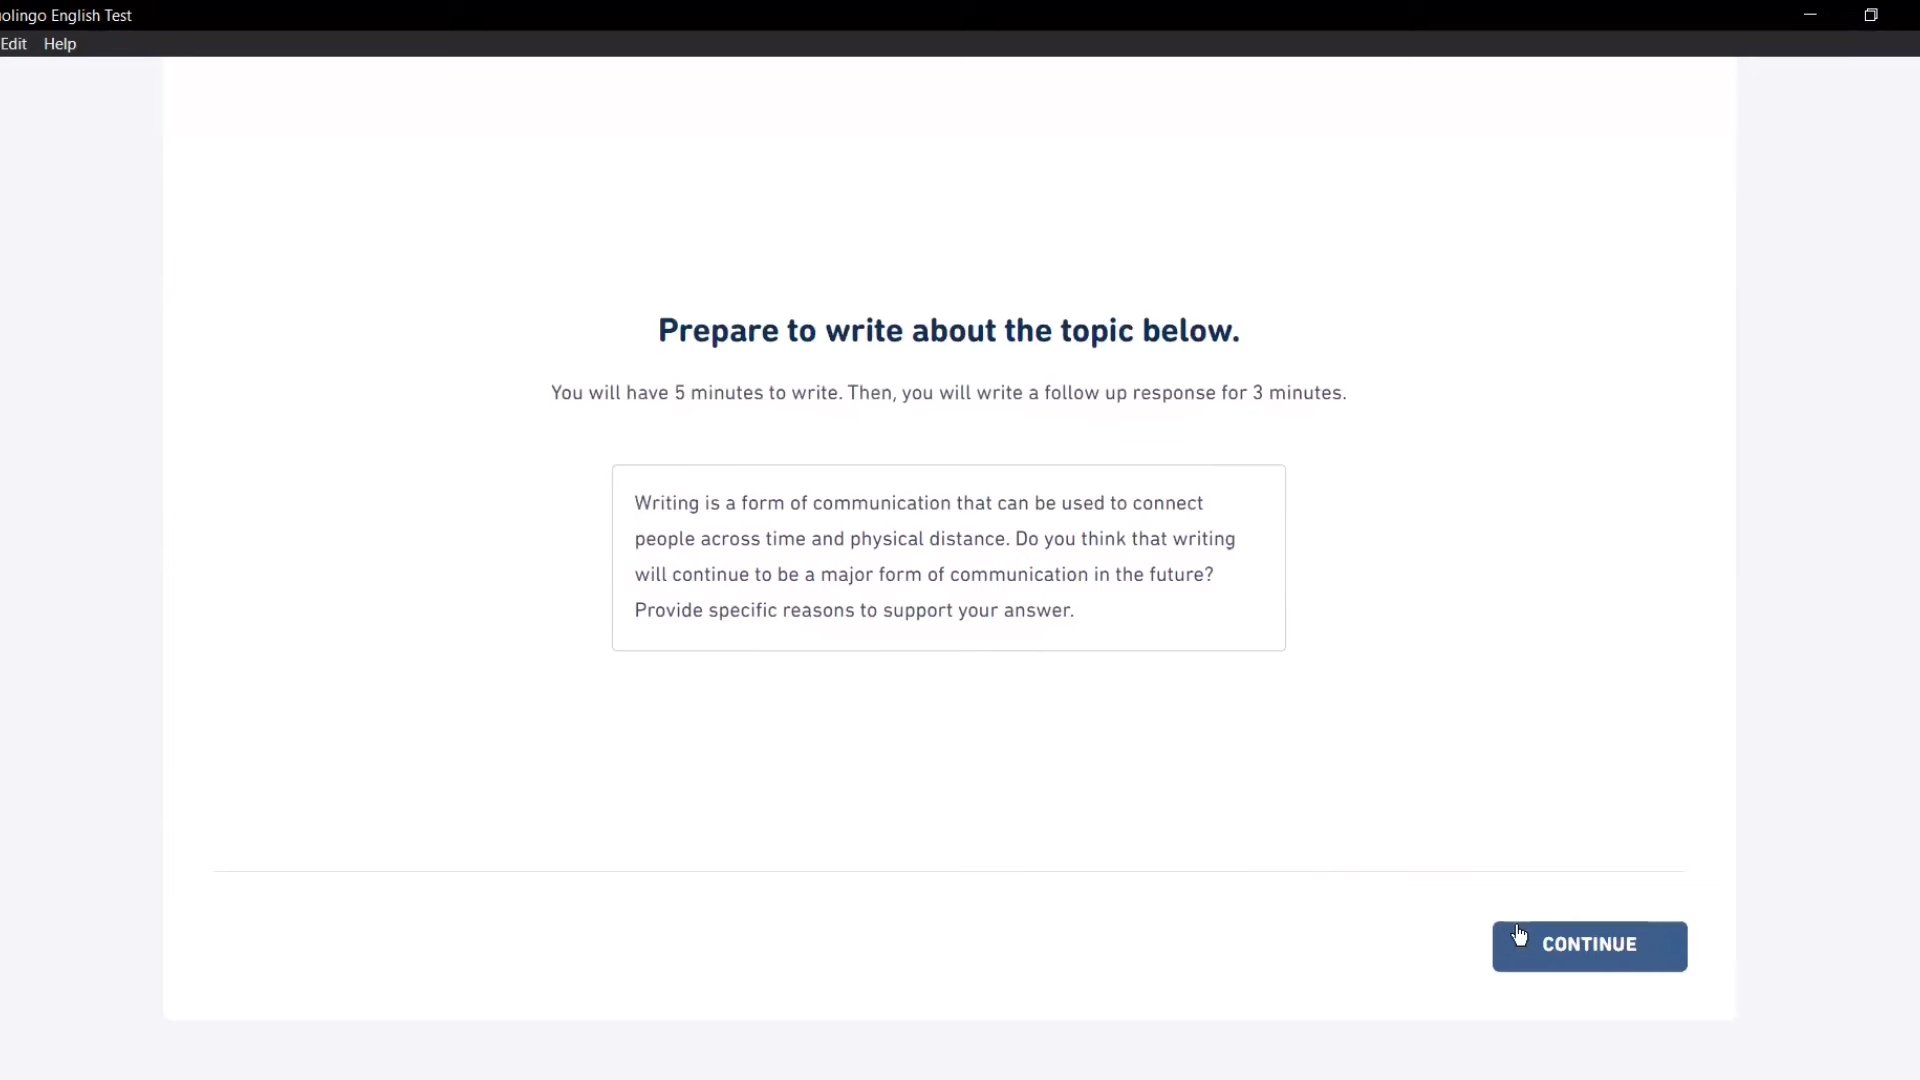 olingo English Test
Edit Help
Prepare to write about the topic below.
You will have 5 minutes to write. Then, you will write a follow up response for 3 minutes.
Writing is a form of communication that can be used to connect
people across time and physical distance. Do you think that writing
will continue to be a major form of communication in the future?
Provide specific reasons to support your answer.
CONTINUE